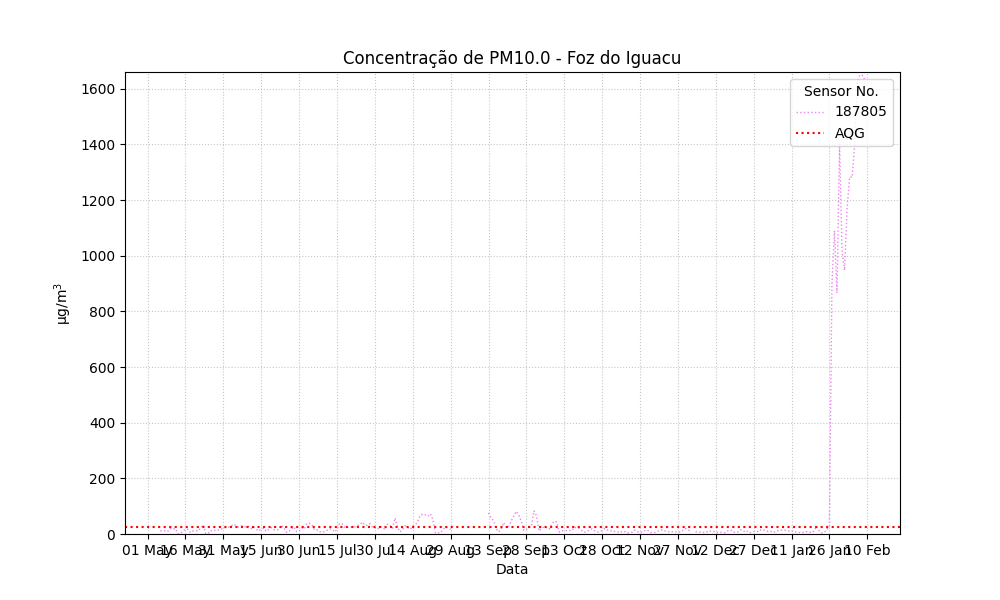 Concentração de PM10.0 - Foz do Iguacu
Sensor No.
187805
AQG
1600
1400
1200
1000
800
600
400
200
0
µg/m³
01 May 16 May 31 May 15 Jun 30 Jun 15 Jul 30 Jul 14 Aug 29 Aug 13 Sep 28 Sep 13 Oct 28 Oct 12 Nov 27 Nov 12 Dec 27 Dec 11 Jan 26 Jan 10 Feb
Data